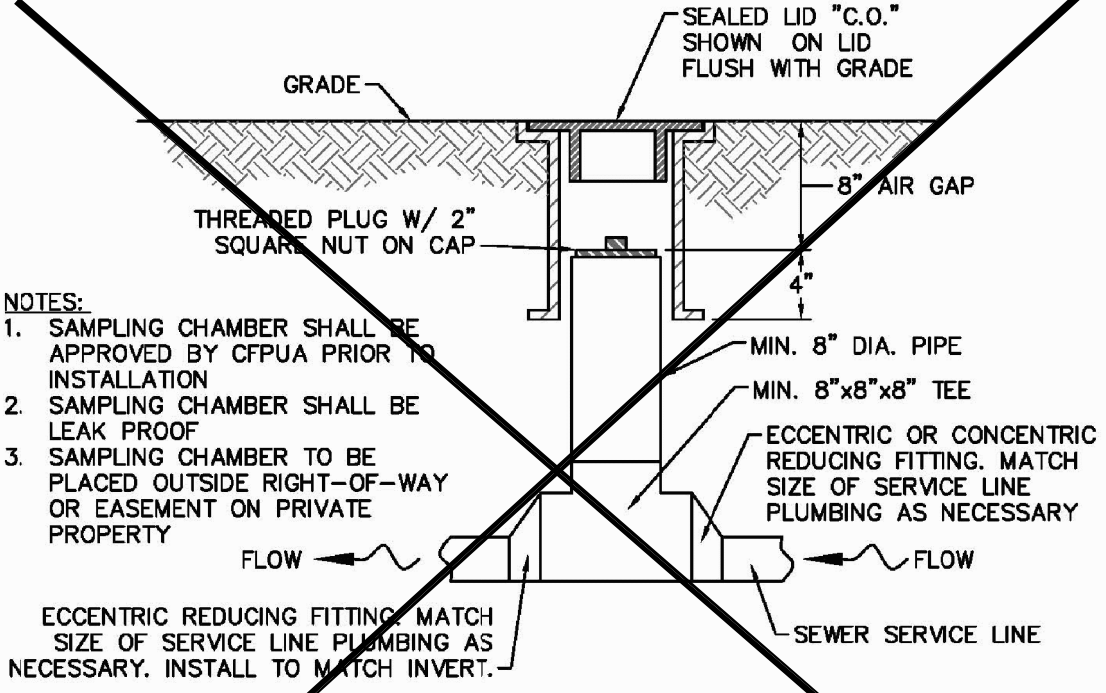 SEALED LID "C.O."
SHOWN ON LID
FLUSH WITH GRADE
GRADE
8" AIR GAP
THREADED PLUG W/ 2"
SQUARE NUT ON CAP
4"
NOTES:
1. SAMPLING CHAMBER SHALL BE
APPROVED BY CFPUA PRIOR TO
INSTALLATION
2. SAMPLING CHAMBER SHALL BE
LEAK PROOF
3. SAMPLING CHAMBER TO BE
PLACED OUTSIDE RIGHT-OF-WAY
OR EASEMENT ON PRIVATE
PROPERTY
MIN. 8" DIA. PIPE
MIN. 8"x8"x8" TEE
ECCENTRIC OR CONCENTRIC
REDUCING FITTING. MATCH
SIZE OF SERVICE LINE
PLUMBING AS NECESSARY
FLOW
FLOW
ECCENTRIC REDUCING FITTING. MATCH
SIZE OF SERVICE LINE PLUMBING AS
NECESSARY. INSTALL TO MATCH INVERT.
SEWER SERVICE LINE